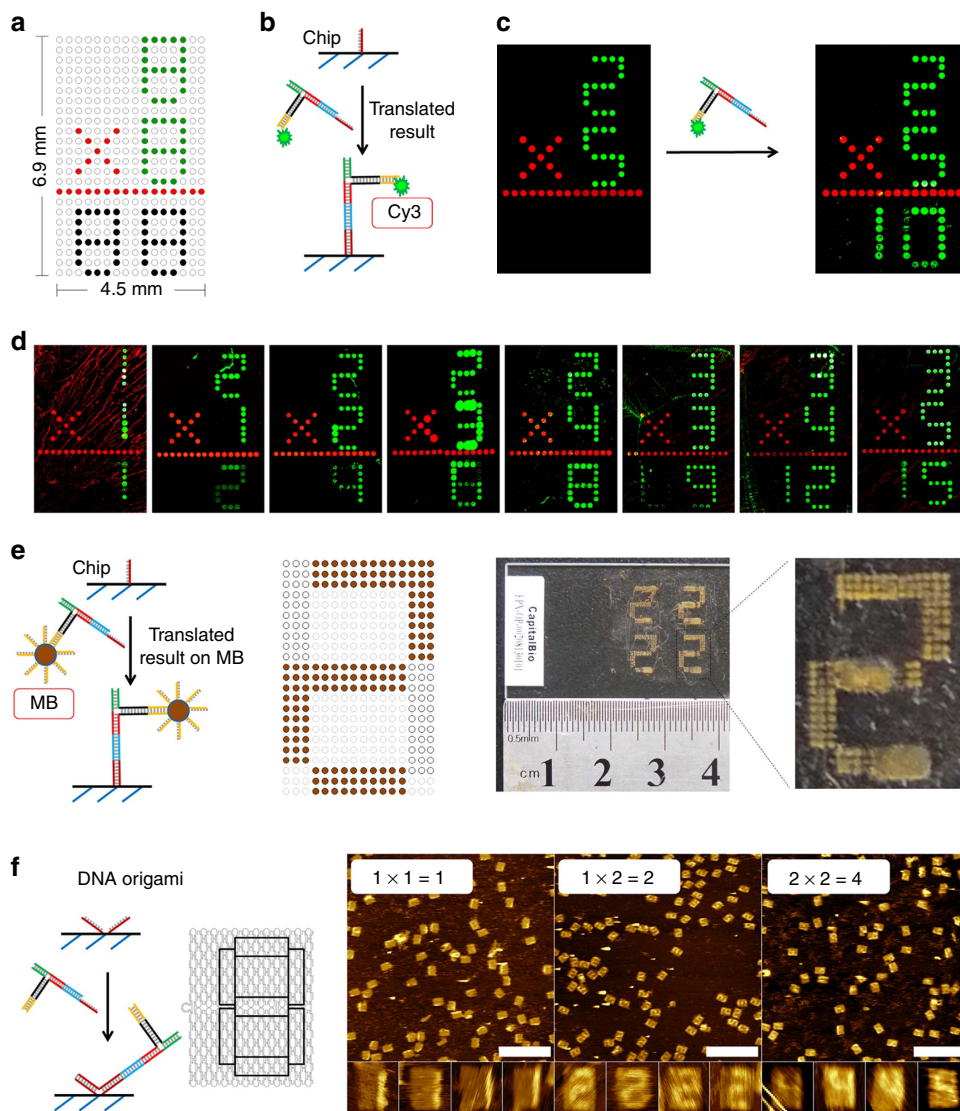 a
6.9 mm
4.5 mm
b
Chip
Translated
result
Cy3
c
d
e
Chip
Translated
result on MB
MB
CapitalBio
0.5mm
cm 1 2 3 4
f
DNA origami
1 × 1 = 1
1 × 2 = 2
2 × 2 = 4